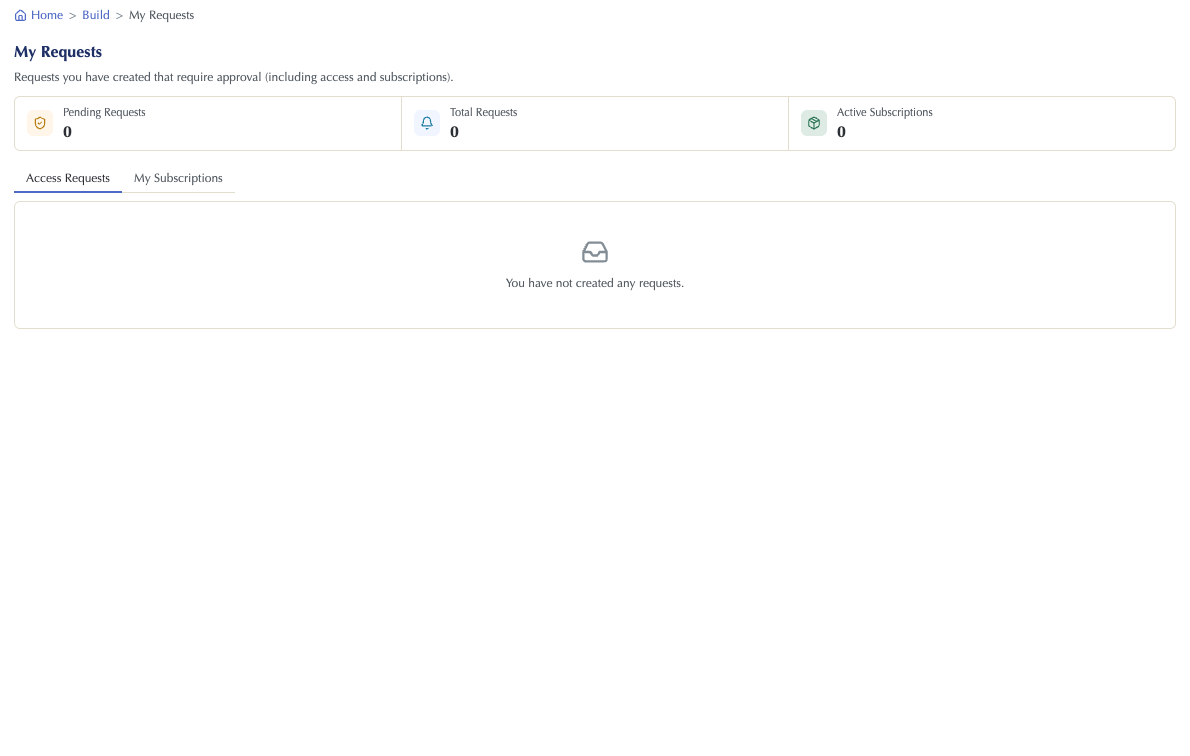 Home > Build > My Requests
My Requests
Requests you have created that require approval (including access and subscriptions).
Pending Requests
0
Total Requests
0
Active Subscriptions
0
Access Requests
My Subscriptions
You have not created any requests.